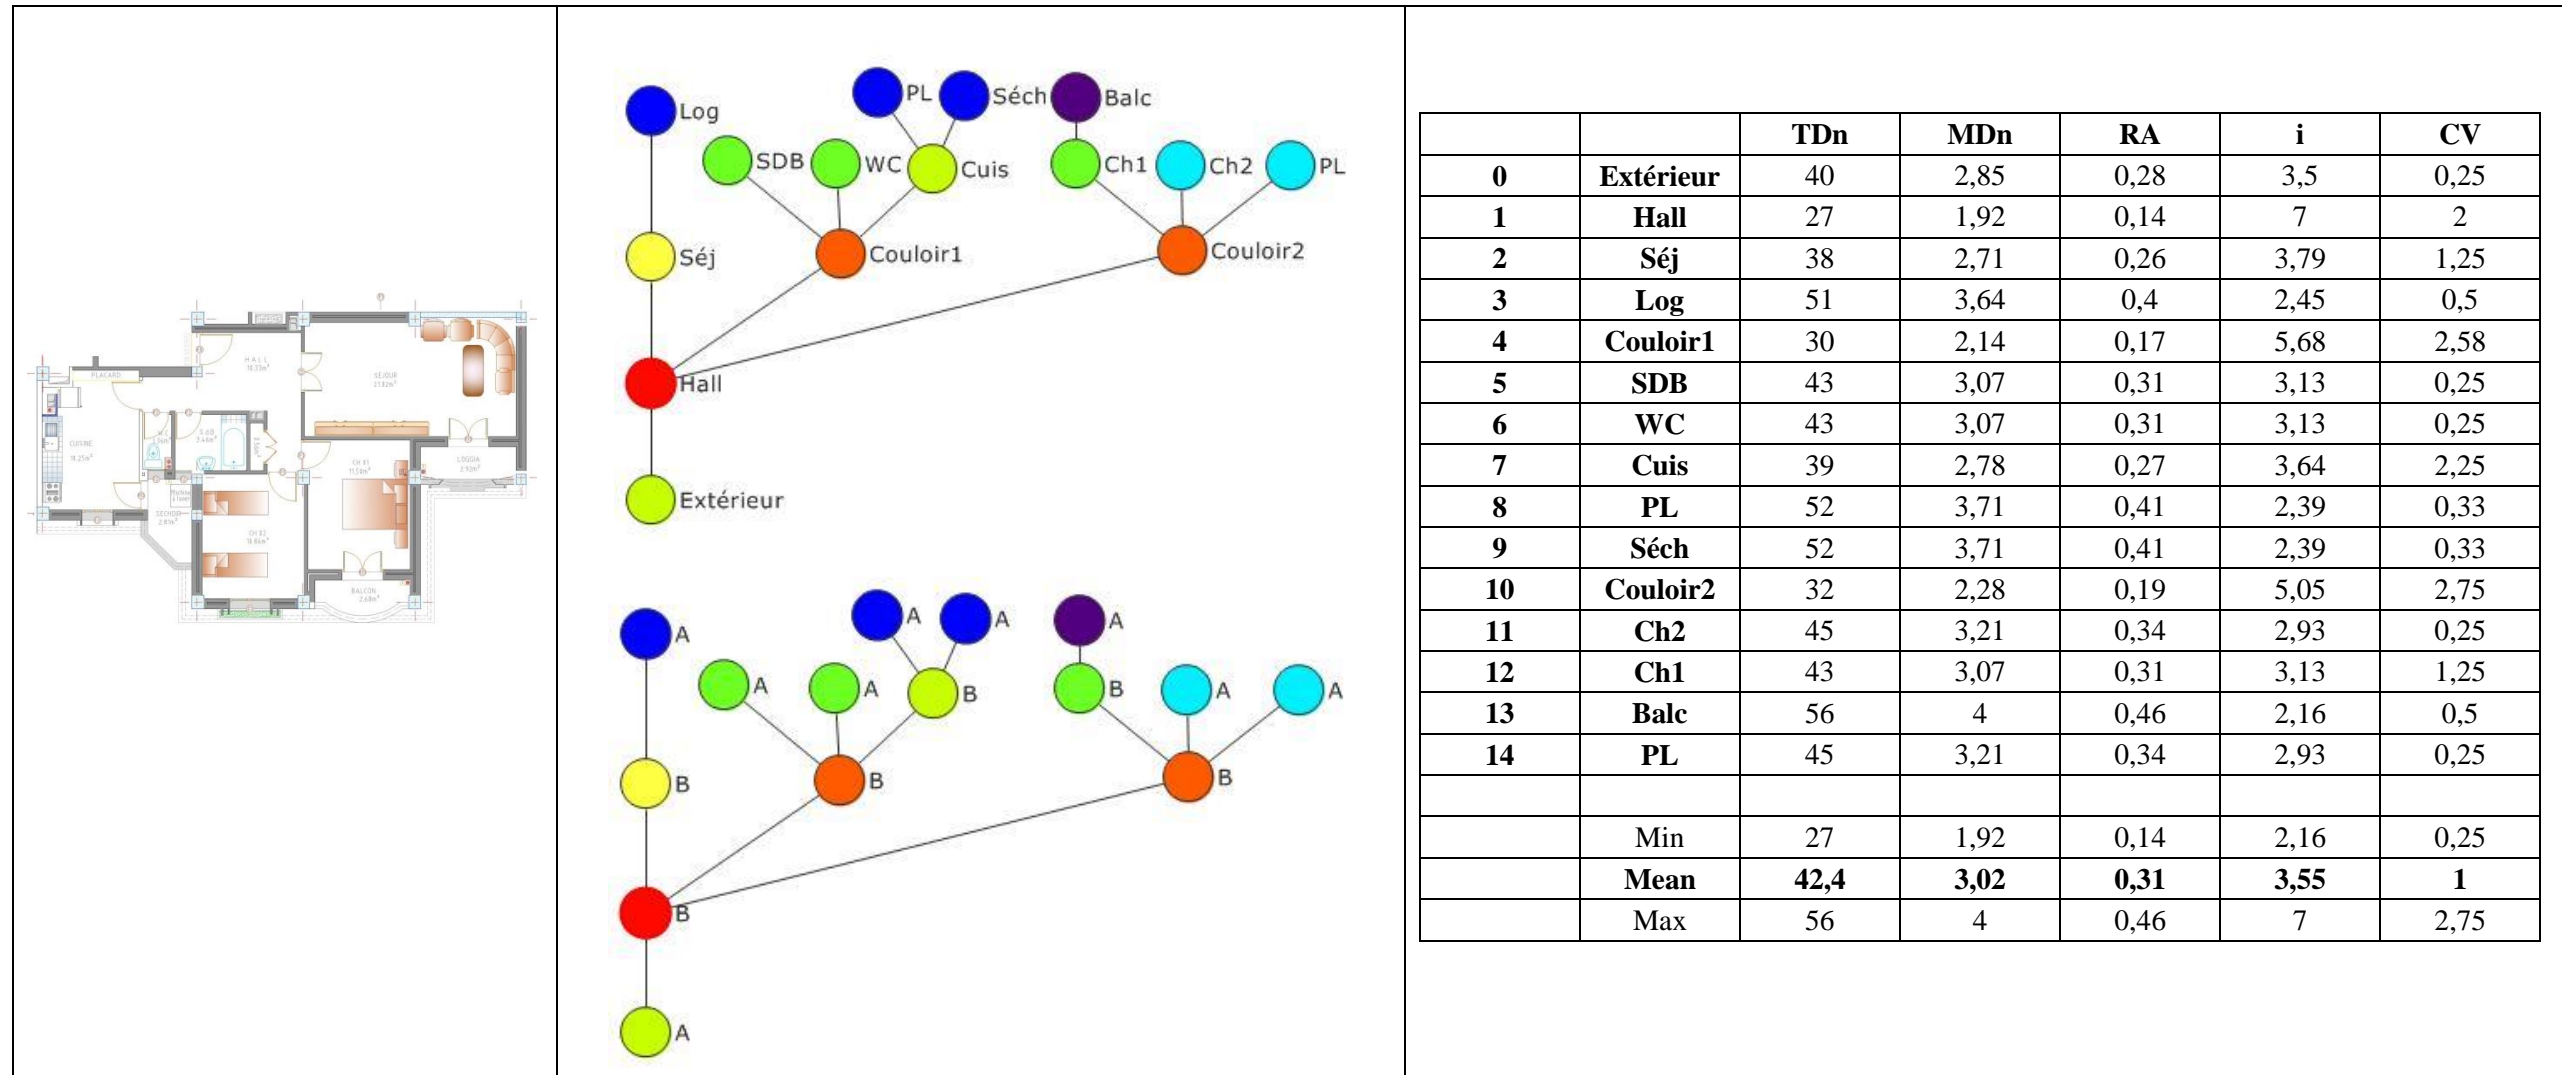 HALL
PLACARD
SEJOUR
CUISINE
CH 01
LOGGIA
SECHOIR
CH 02
BALCON
Log
PL
Séch
Balc
SDB
WC
Cuis
Ch1
Ch2
PL
Séj
Couloir1
Couloir2
Hall
Extérieur
A
A
A
A
A
A
B
B
A
A
B
B
B
B
A
TDn MDn RA i CV
0 Extérieur 40 2,85 0,28 3,5 0,25
1 Hall 27 1,92 0,14 7 2
2 Séj 38 2,71 0,26 3,79 1,25
3 Log 51 3,64 0,4 2,45 0,5
4 Couloir1 30 2,14 0,17 5,68 2,58
5 SDB 43 3,07 0,31 3,13 0,25
6 WC 43 3,07 0,31 3,13 0,25
7 Cuis 39 2,78 0,27 3,64 2,25
8 PL 52 3,71 0,41 2,39 0,33
9 Séch 52 3,71 0,41 2,39 0,33
10 Couloir2 32 2,28 0,19 5,05 2,75
11 Ch2 45 3,21 0,34 2,93 0,25
12 Ch1 43 3,07 0,31 3,13 1,25
13 Balc 56 4 0,46 2,16 0,5
14 PL 45 3,21 0,34 2,93 0,25
Min 27 1,92 0,14 2,16 0,25
Mean 42,4 3,02 0,31 3,55 1
Max 56 4 0,46 7 2,75